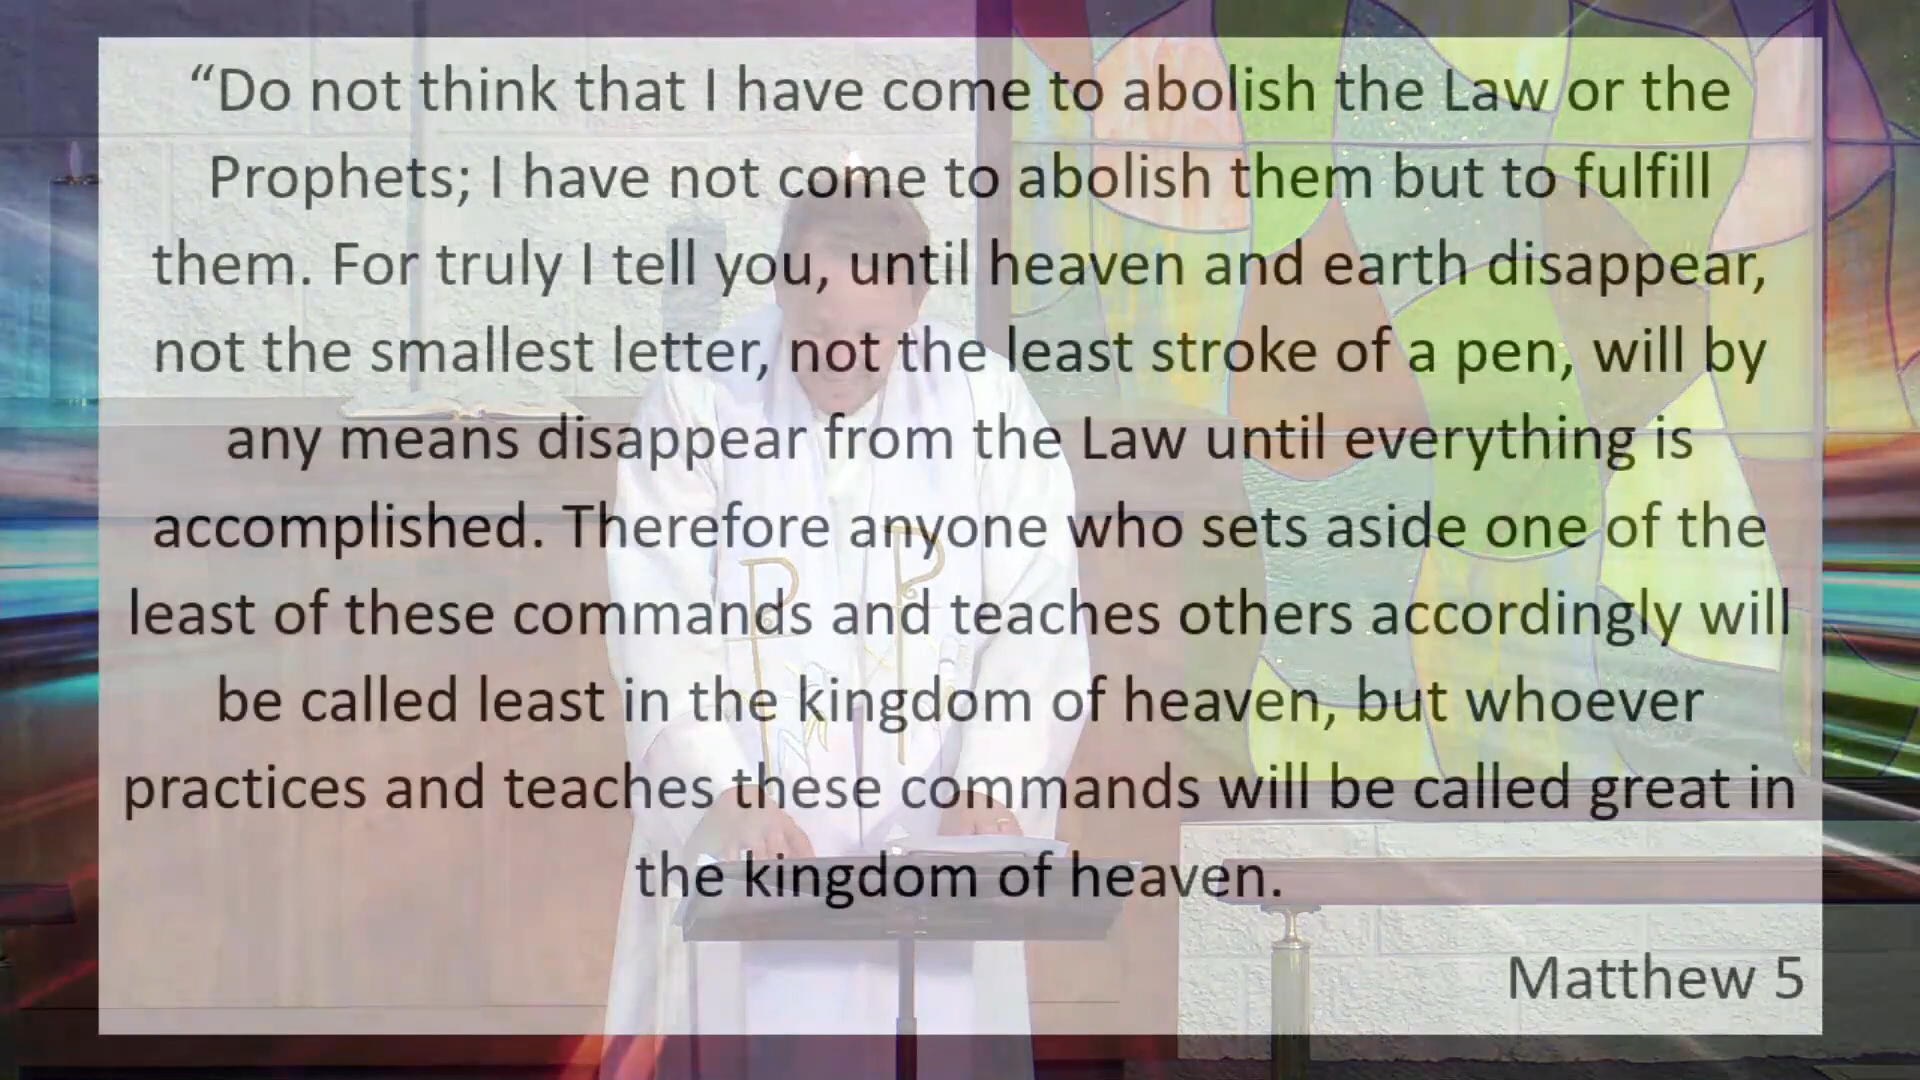 “Do not think that I have come to abolish the Law or the
Prophets; I have not come to abolish them but to fulfill
them. For truly I tell you, until heaven and earth disappear,
not the smallest letter, not the least stroke of a pen, will by
any means disappear from the Law until everything is
accomplished. Therefore anyone who sets aside one of the
least of these commands and teaches others accordingly will
be called least in the kingdom of heaven, but whoever
practices and teaches these commands will be called great in
the kingdom of heaven.
Matthew 5